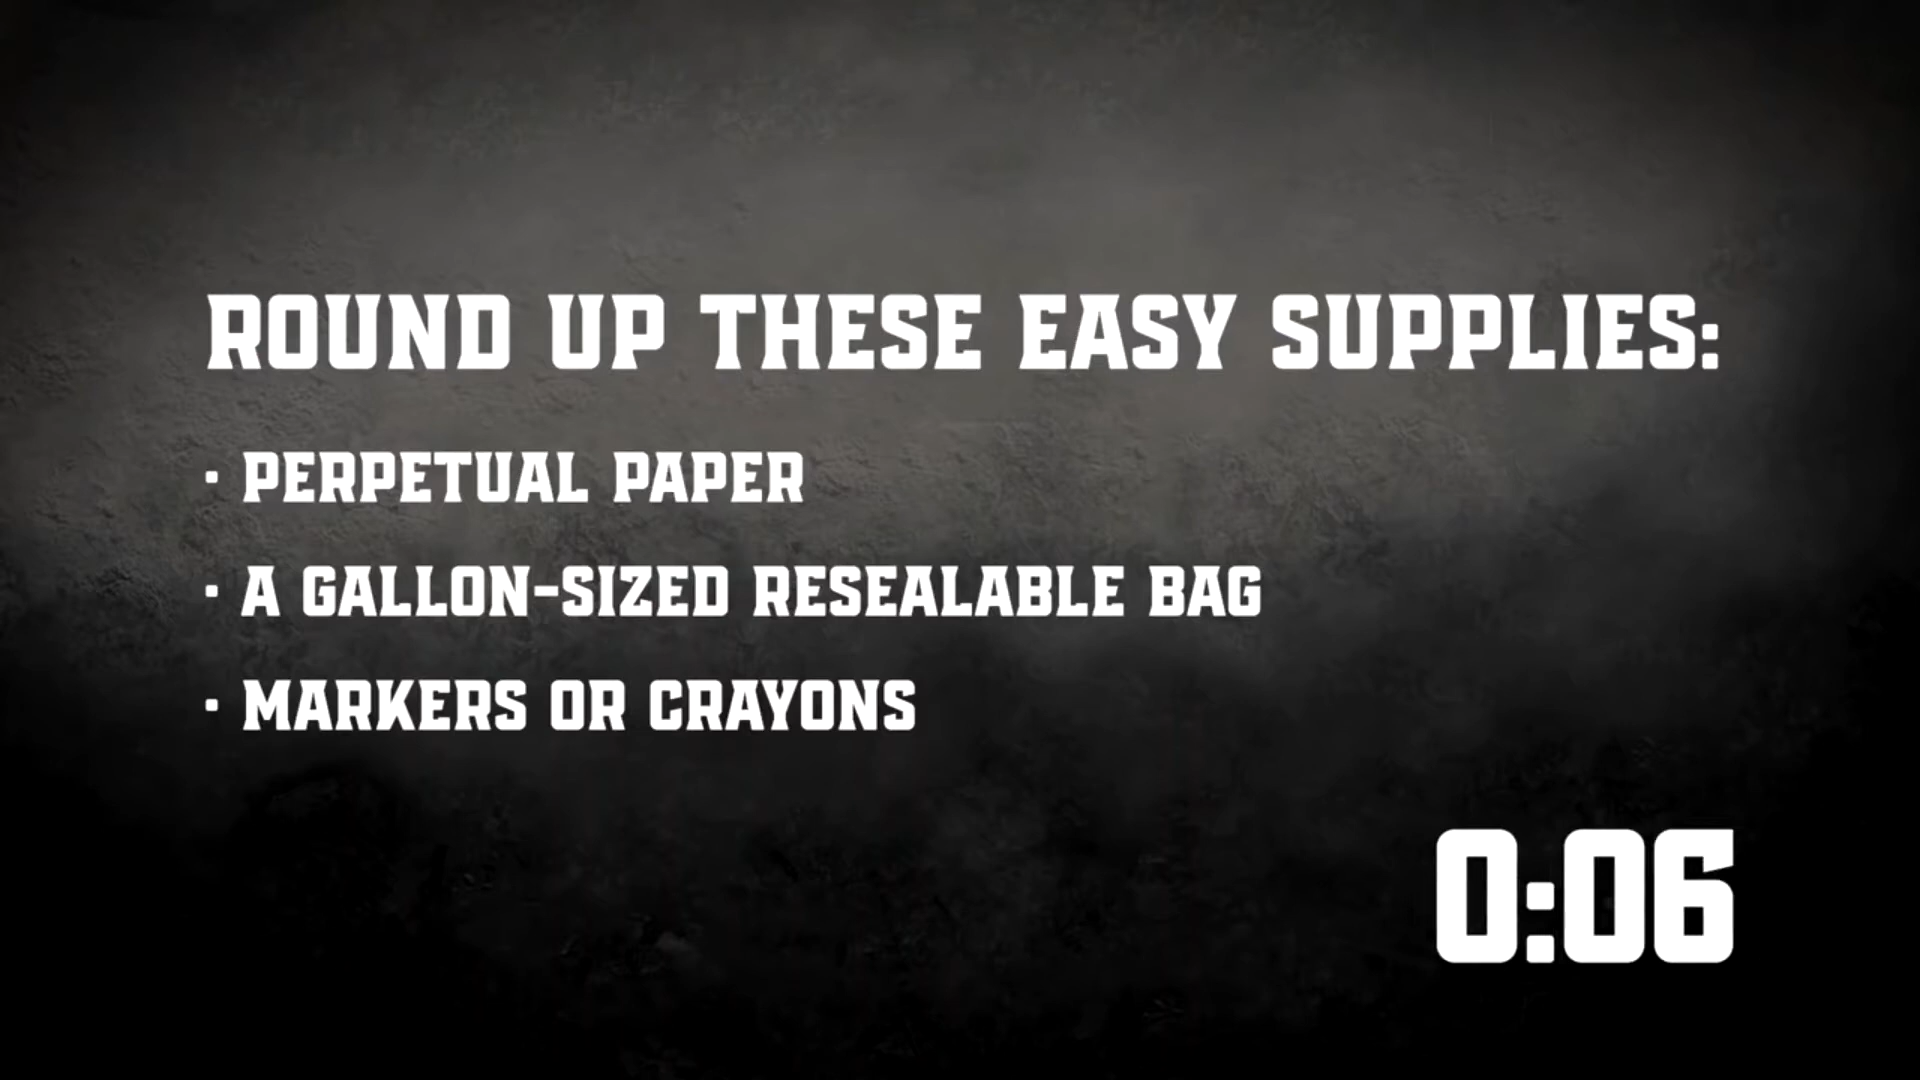 ROUND UP THESE EASY SUPPLIES:
· PERPETUAL PAPER
· A GALLON-SIZED RESEALABLE BAG
· MARKERS OR CRAYONS
0:06